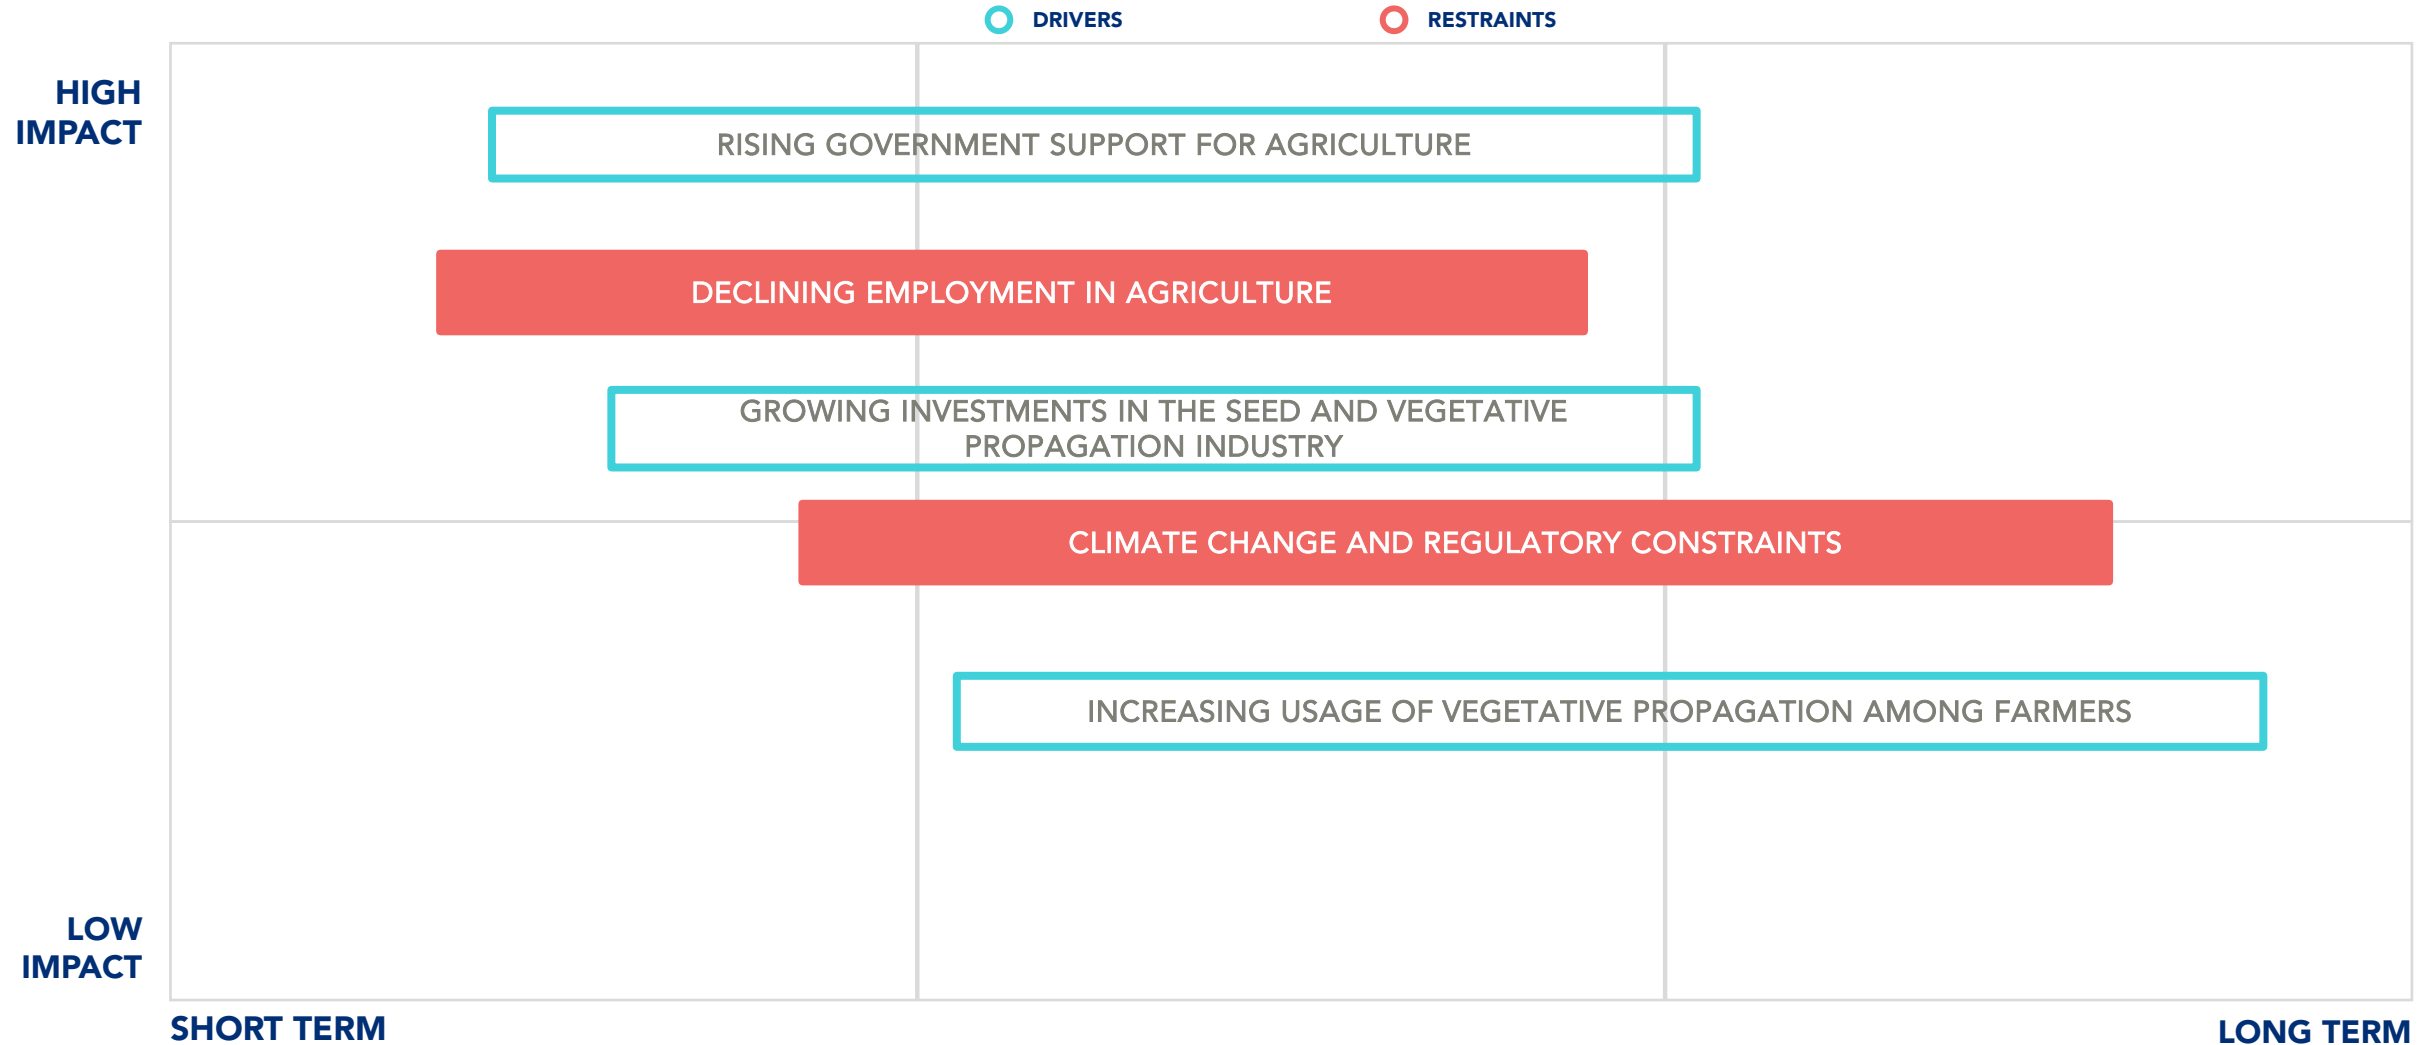 DRIVERS
RESTRAINTS
HIGH
IMPACT
RISING GOVERNMENT SUPPORT FOR AGRICULTURE
DECLINING EMPLOYMENT IN AGRICULTURE
GROWING INVESTMENTS IN THE SEED AND VEGETATIVE
PROPAGATION INDUSTRY
CLIMATE CHANGE AND REGULATORY CONSTRAINTS
INCREASING USAGE OF VEGETATIVE PROPAGATION AMONG FARMERS
LOW
IMPACT
SHORT TERM
LONG TERM